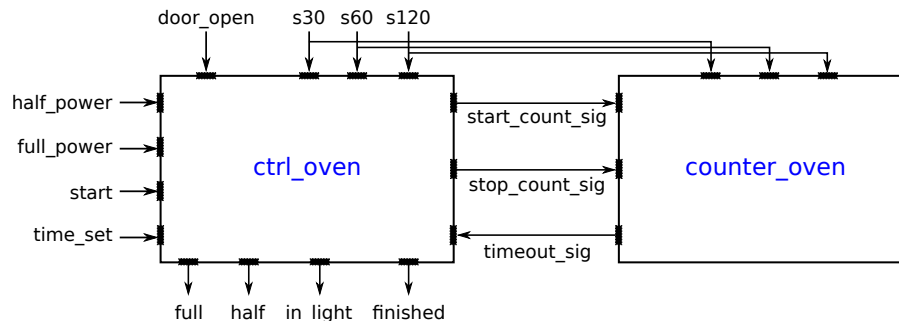 door_open s30 s60 s120
half_power
full_power
start
time_set
ctrl_oven
start_count_sig
stop_count_sig
timeout_sig
counter_oven
full half in_light finished